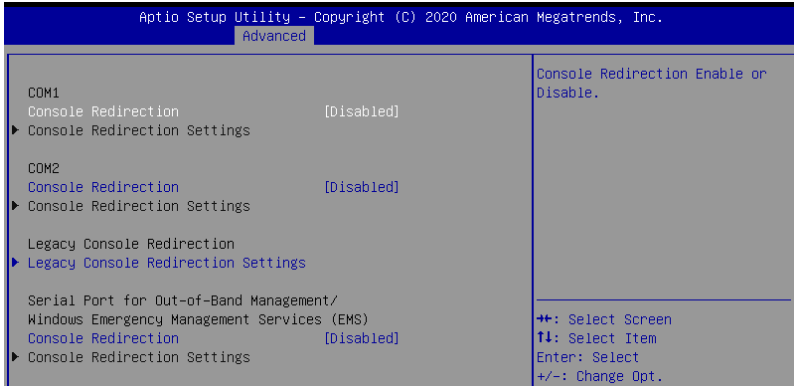 Aptio Setup Utility – Copyright (C) 2020 American Megatrends, Inc.
Advanced
COM1
Console Redirection [Disabled]
Console Redirection Settings
COM2
Console Redirection [Disabled]
Console Redirection Settings
Legacy Console Redirection
Legacy Console Redirection Settings
Serial Port for Out-of-Band Management/
Windows Emergency Management Services (EMS)
Console Redirection [Disabled]
Console Redirection Settings
Console Redirection Enable or
Disable.
→←: Select Screen
↑↓: Select Item
Enter: Select
+/-: Change Opt.